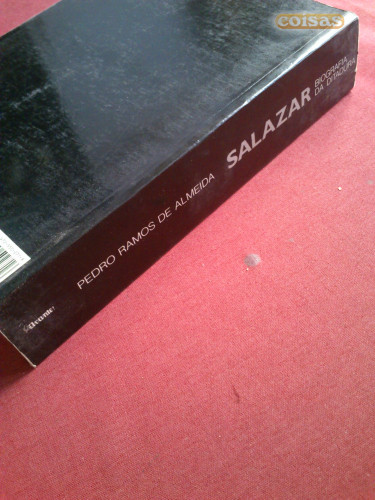 coisas
SALAZAR
BIOGRAFIA
DA DITADURA
PEDRO RAMOS DE ALMEIDA